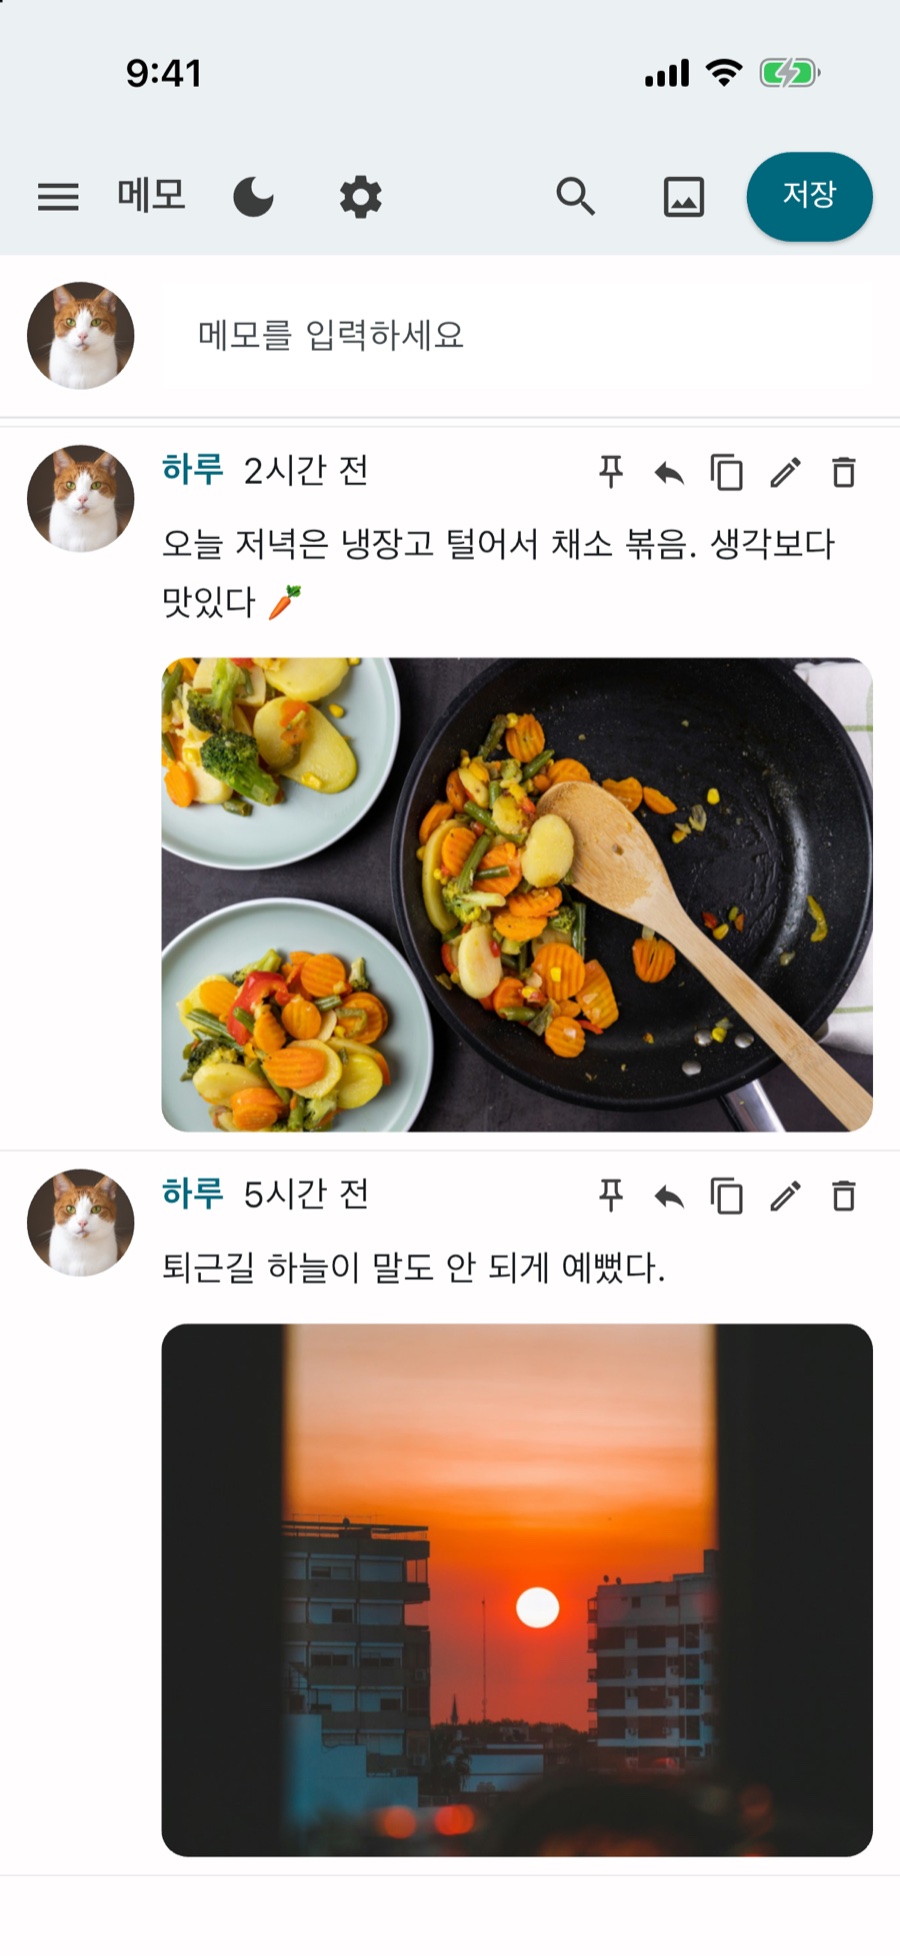 9:41
메모
저장
메모를 입력하세요
하루 2시간 전
오늘 저녁은 냉장고 털어서 채소 볶음. 생각보다
맛있다 🥕
하루 5시간 전
퇴근길 하늘이 말도 안 되게 예뻤다.